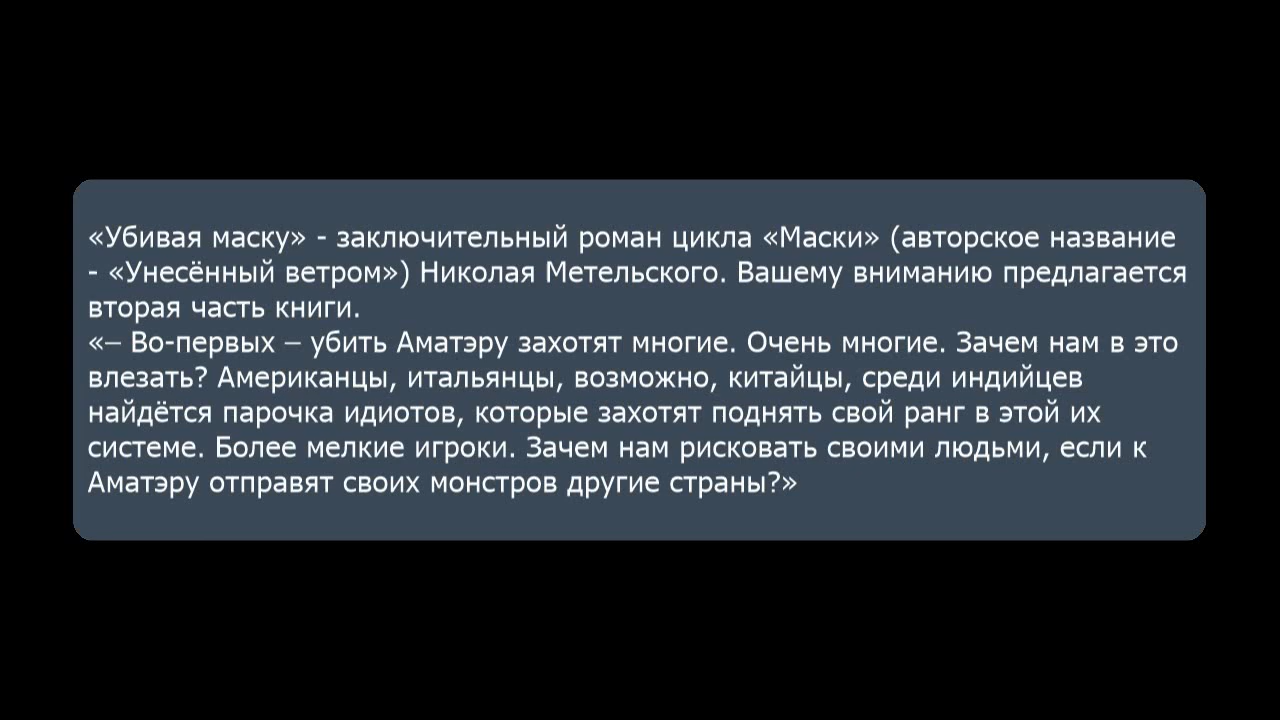 «Убивая маску» - заключительный роман цикла «Маски» (авторское название
- «Унесённый ветром») Николая Метельского. Вашему вниманию предлагается
вторая часть книги.
«– Во-первых – убить Аматэру захотят многие. Очень многие. Зачем нам в это
влезать? Американцы, итальянцы, возможно, китайцы, среди индийцев
найдётся парочка идиотов, которые захотят поднять свой ранг в этой их
системе. Более мелкие игроки. Зачем нам рисковать своими людьми, если к
Аматэру отправят своих монстров другие страны?»